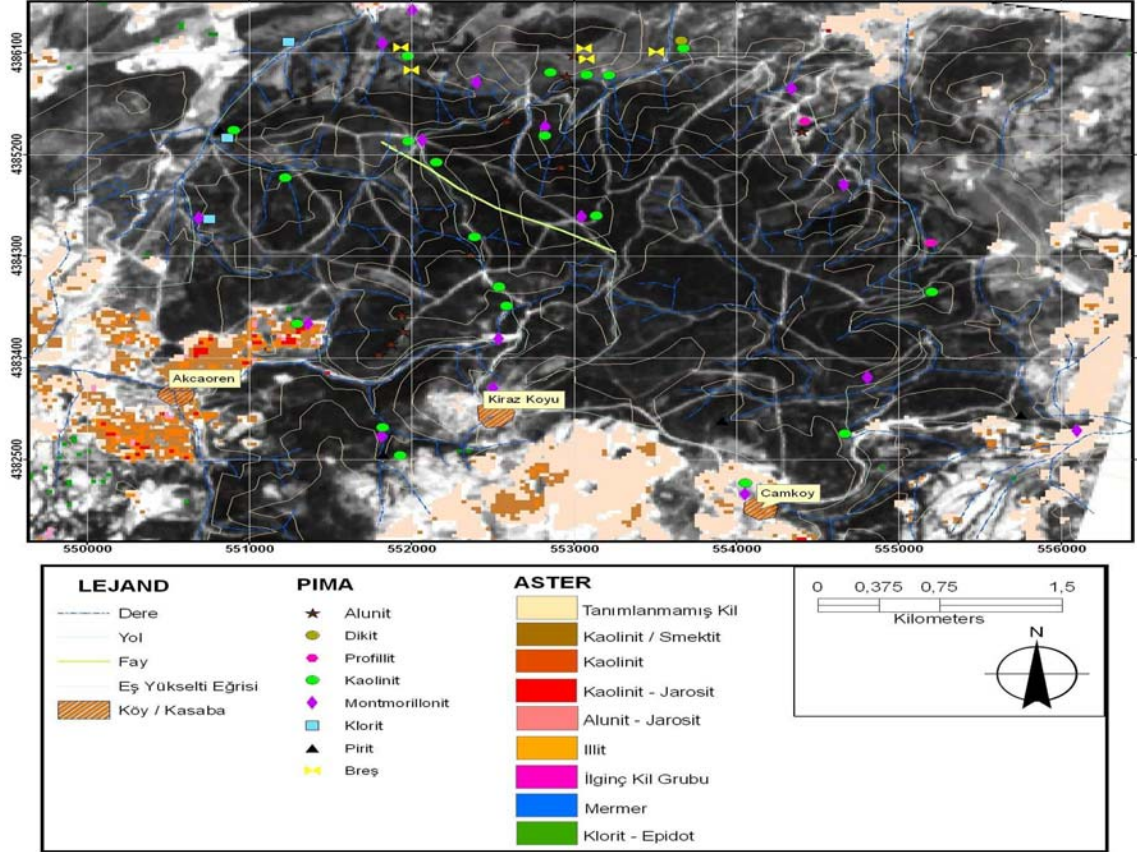 4386100
4385200
4384300
4383400
4382500
Akcaoren
Kiraz Koyu
Camkoy
550000 551000 552000 553000 554000 555000 556000
LEJAND
Dere
Yol
Fay
Eş Yükselti Eğrisi
Köy / Kasaba
PIMA
Alunit
Dikit
Profillit
Kaolinit
Montmorillonit
Klorit
Pirit
Breş
ASTER
Tanımlanmamış Kil
Kaolinit / Smektit
Kaolinit
Kaolinit - Jarosit
Alunit - Jarosit
Illit
İlginç Kil Grubu
Mermer
Klorit - Epidot
0 0,375 0,75 1,5
Kilometers
N